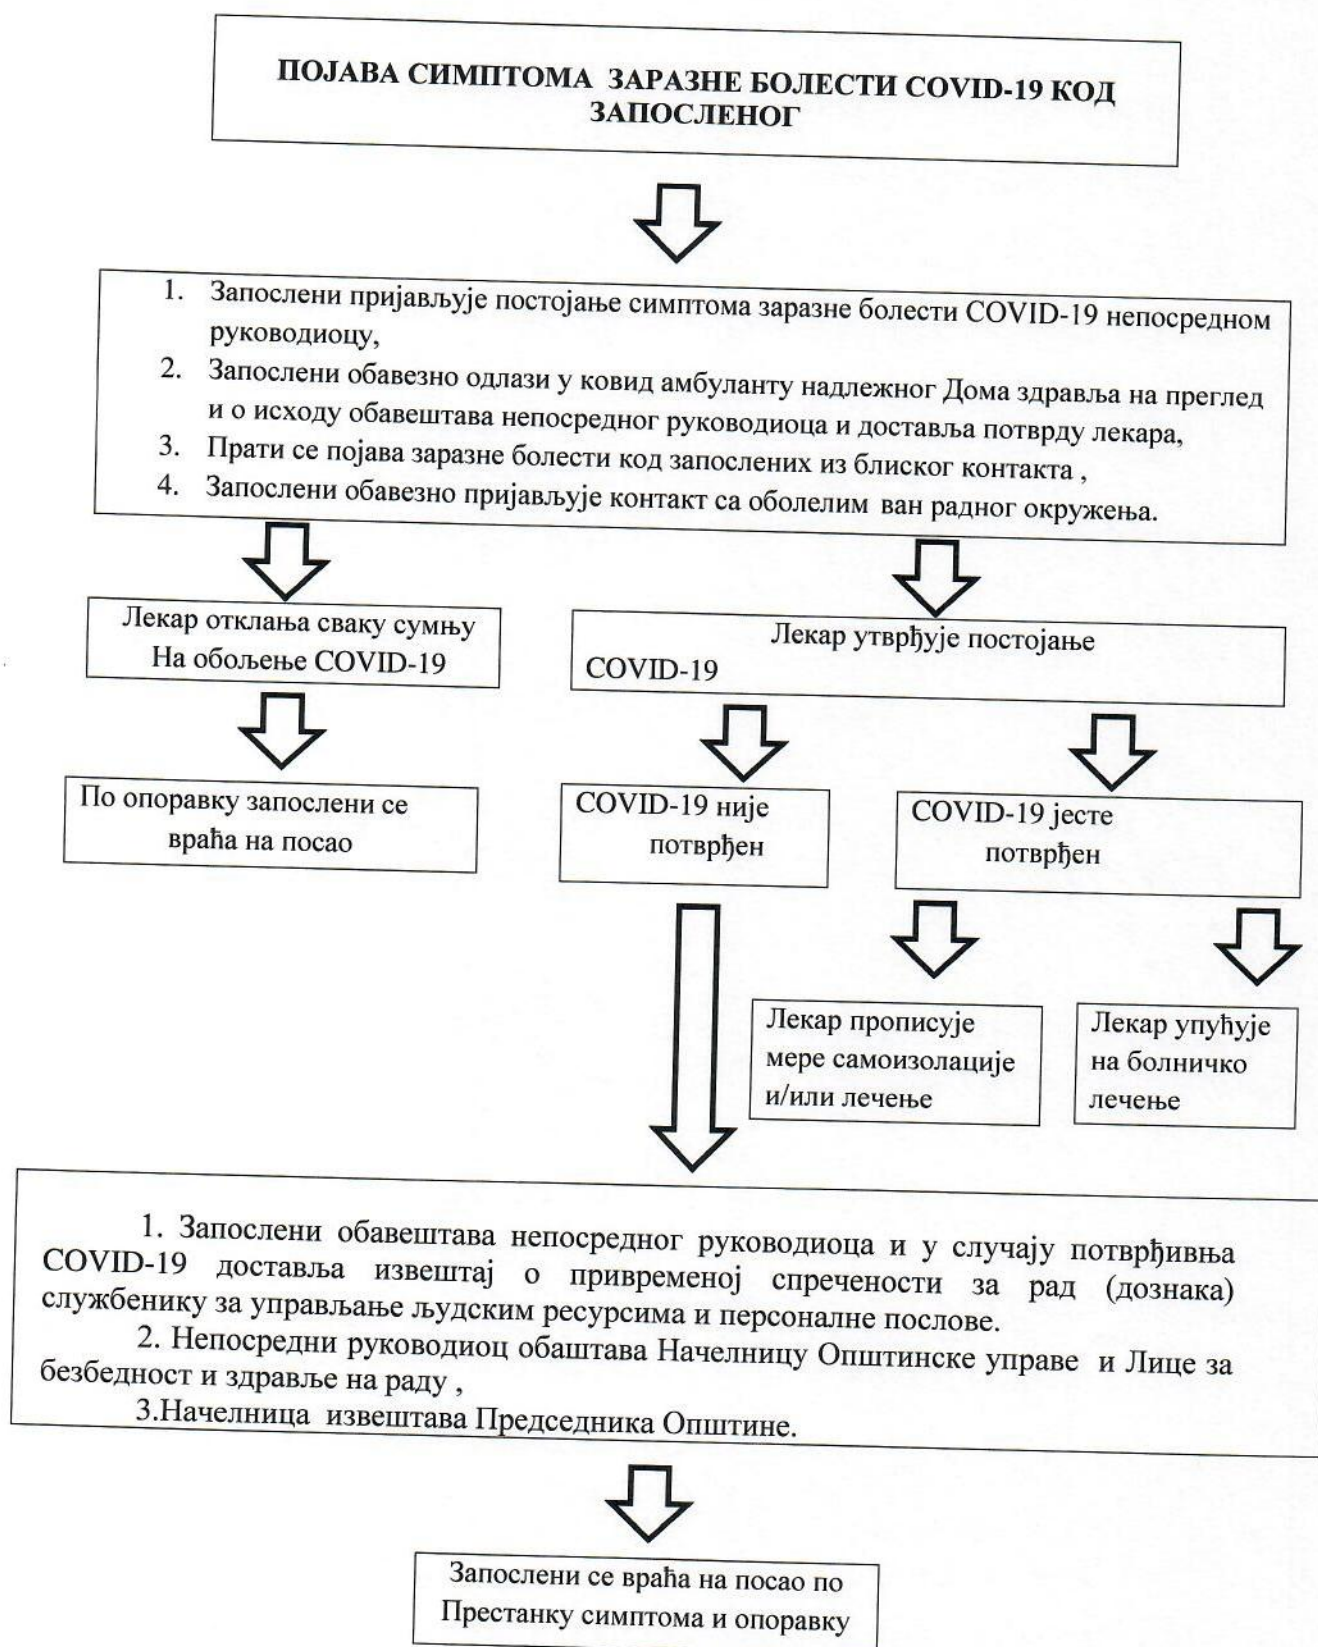 ПОЈАВА СИМПТОМА ЗАРАЗНЕ БОЛЕСТИ COVID-19 КОД
ЗАПОСЛЕНОГ
1. Запослени пријављује постојање симптома заразне болести COVID-19 непосредном
руководиоцу,
2. Запослени обавезно одлази у ковид амбуланту надлежног Дома здравља на преглед
и о исходу обавештава непосредног руководиоца и доставља потврду лекара,
3. Прати се појава заразне болести код запослених из блиског контакта ,
4. Запослени обавезно пријављује контакт са оболелим ван радног окружења.
Лекар отклања сваку сумњу
На обољење COVID-19
Лекар утврђује постојање
COVID-19
По опоравку запослени се
враћа на посао
COVID-19 није
потврђен
COVID-19 јесте
потврђен
Лекар прописује
мере самоизолације
и/или лечење
Лекар упућује
на болничко
лечење
1. Запослени обавештава непосредног руководиоца и у случају потврђивња
COVID-19 доставља извештај о привременој спречености за рад (дознака)
службенику за управљање људским ресурсима и персоналне послове.
2. Непосредни руководиоц обаштава Начелницу Општинске управе и Лице за
безбедност и здравље на раду ,
3.Начелница извештава Председника Општине.
Запослени се враћа на посао по
Престанку симптома и опоравку